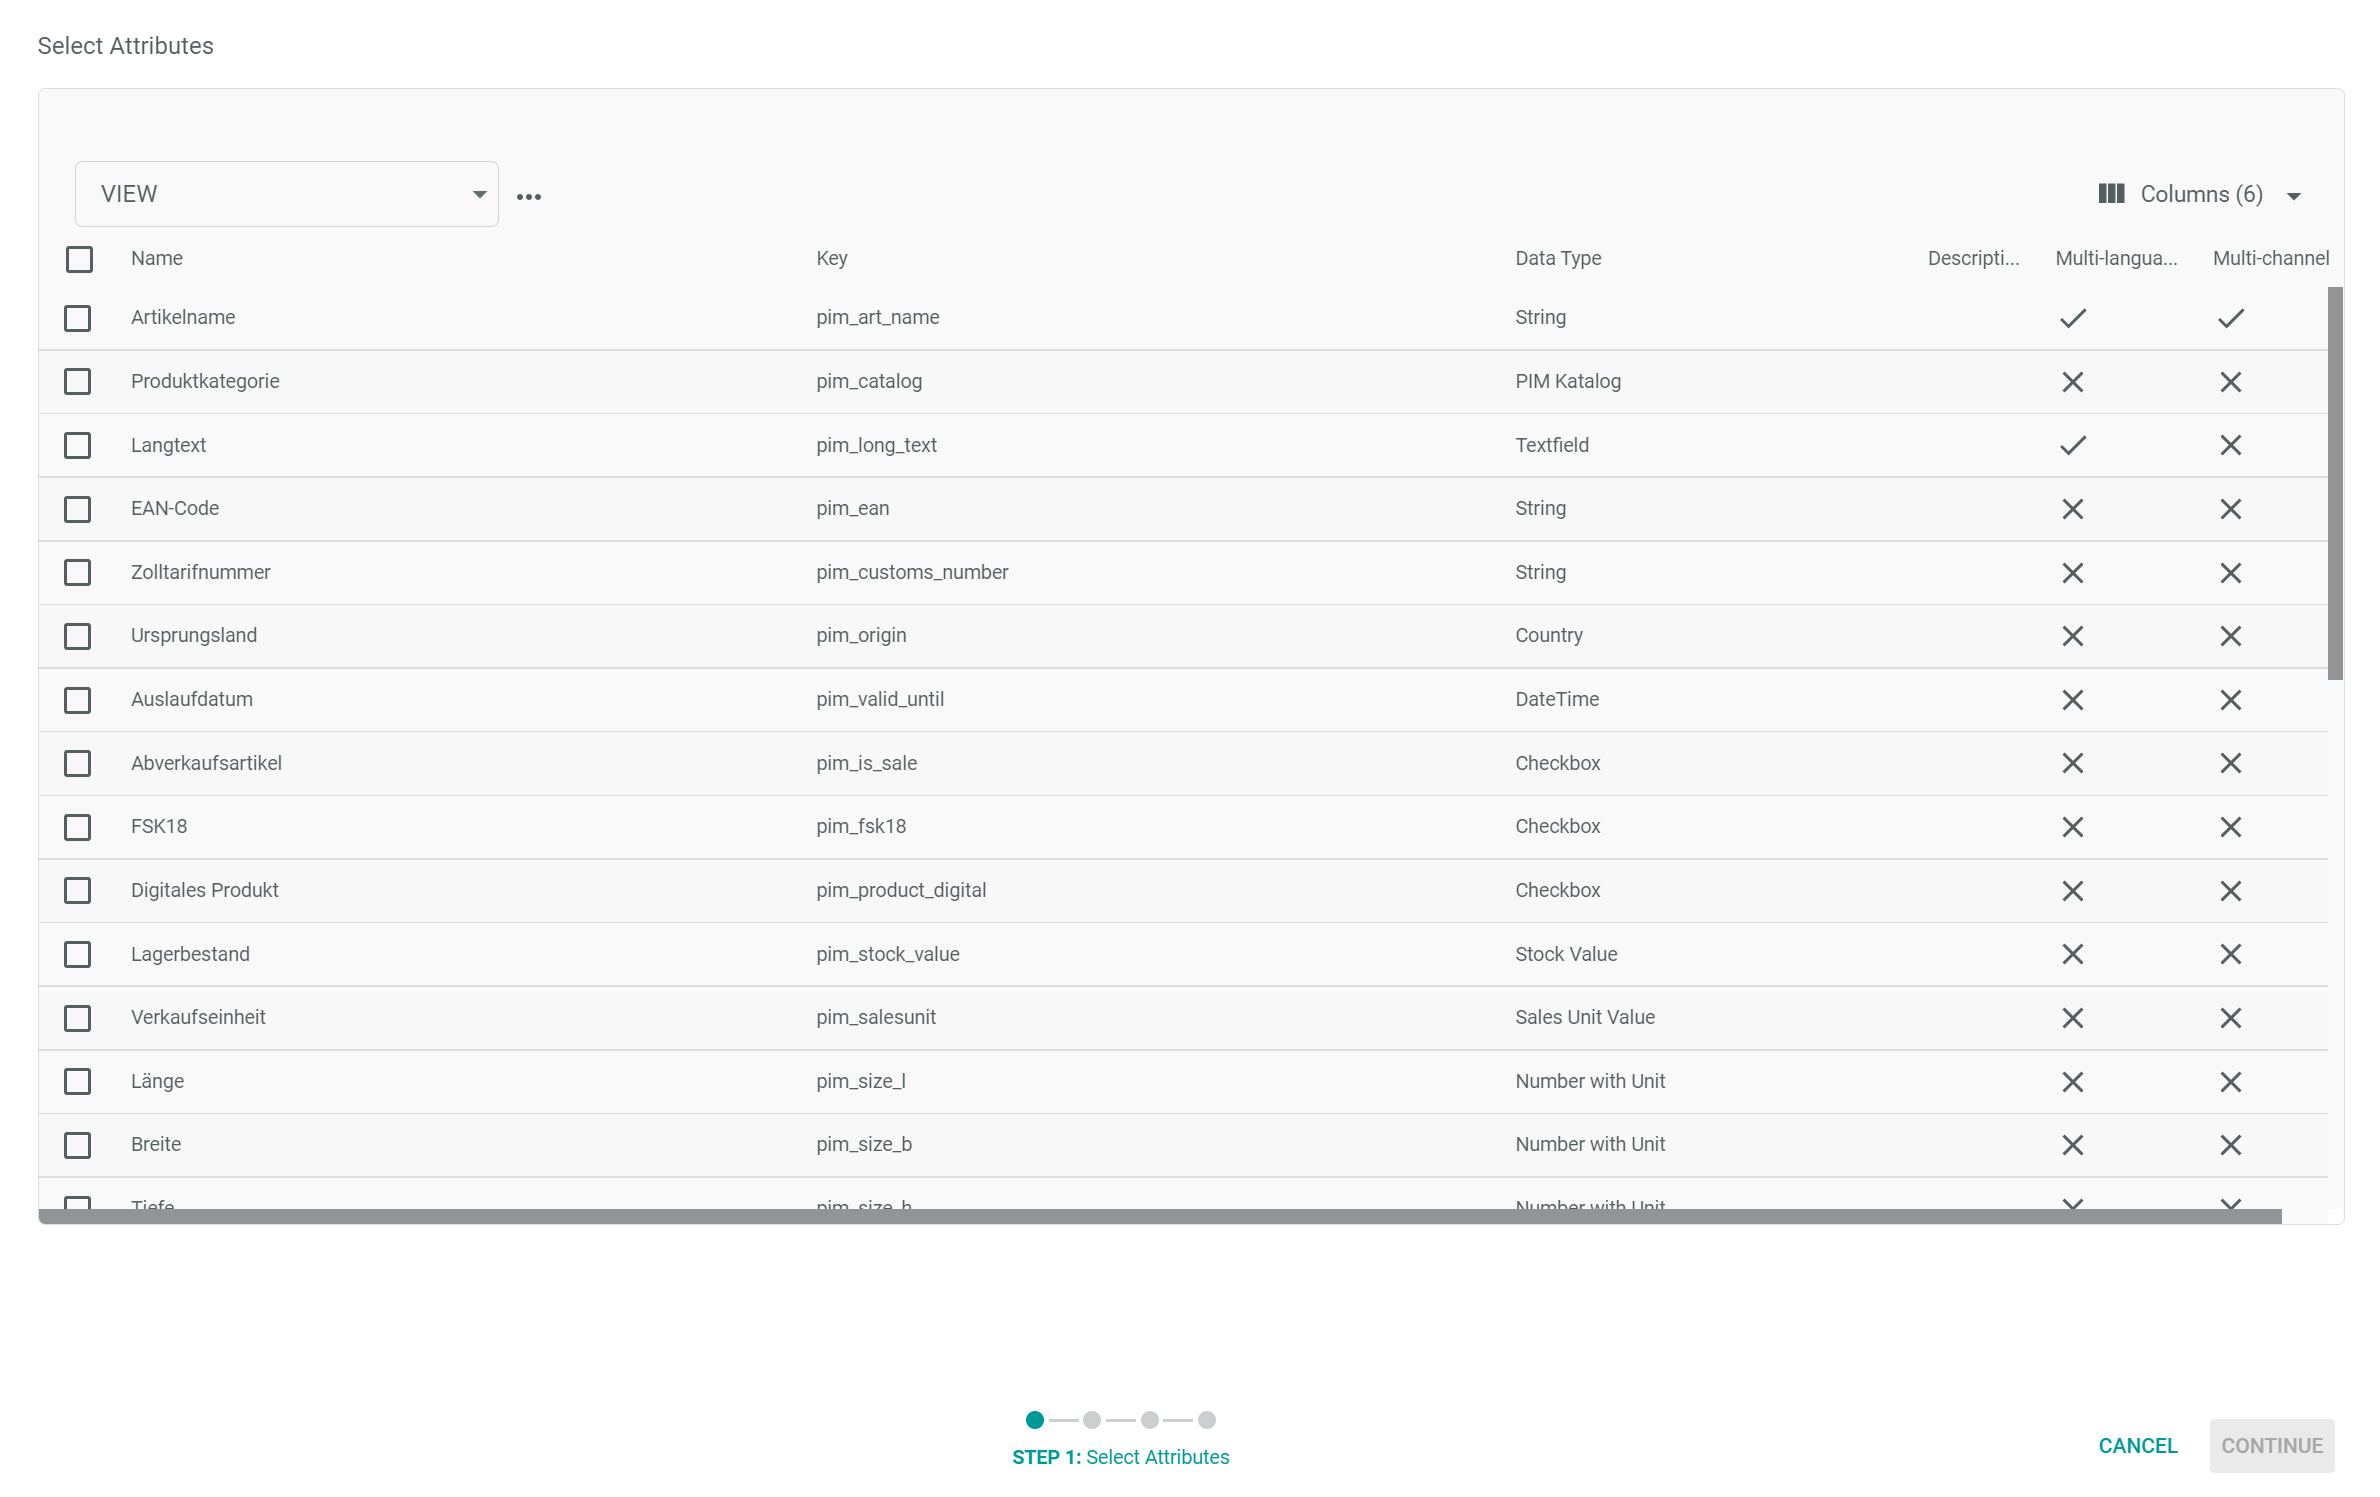 Select Attributes
VIEW
Columns (6)
Name Key Data Type Descripti... Multi-langua... Multi-channel
Artikelname pim_art_name String
Produktkategorie pim_catalog PIM Katalog
Langtext pim_long_text Textfield
EAN-Code pim_ean String
Zolltarifnummer pim_customs_number String
Ursprungsland pim_origin Country
Auslaufdatum pim_valid_until DateTime
Abverkaufsartikel pim_is_sale Checkbox
FSK18 pim_fsk18 Checkbox
Digitales Produkt pim_product_digital Checkbox
Lagerbestand pim_stock_value Stock Value
Verkaufseinheit pim_salesunit Sales Unit Value
Länge pim_size_l Number with Unit
Breite pim_size_b Number with Unit
Tiefe pim_size_h Number with Unit
STEP 1: Select Attributes
CANCEL CONTINUE